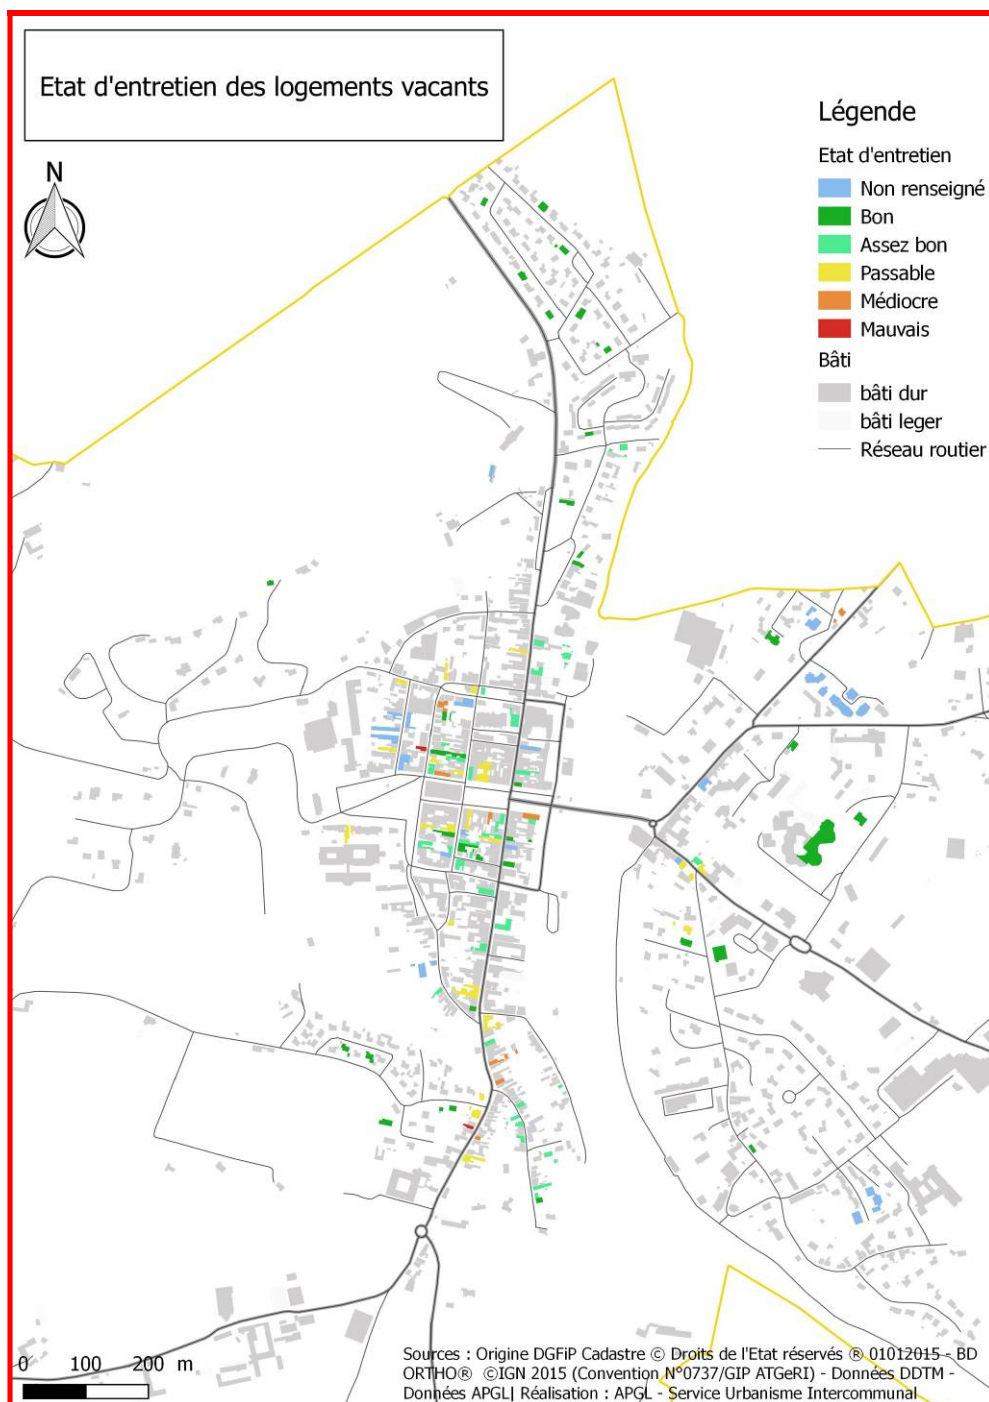 Etat d'entretien des logements vacants
N
Légende
Etat d'entretien
Non renseigné
Bon
Assez bon
Passable
Médiocre
Mauvais
Bâti
bâti dur
bâti leger
Réseau routier
0 100 200 m
Sources : Origine DGFiP Cadastre © Droits de l'Etat réservés ® 01012015 - BD
ORTHO® ©IGN 2015 (Convention N°0737/GIP ATGeRI) - Données DDTM -
Données APGL| Réalisation : APGL - Service Urbanisme Intercommunal